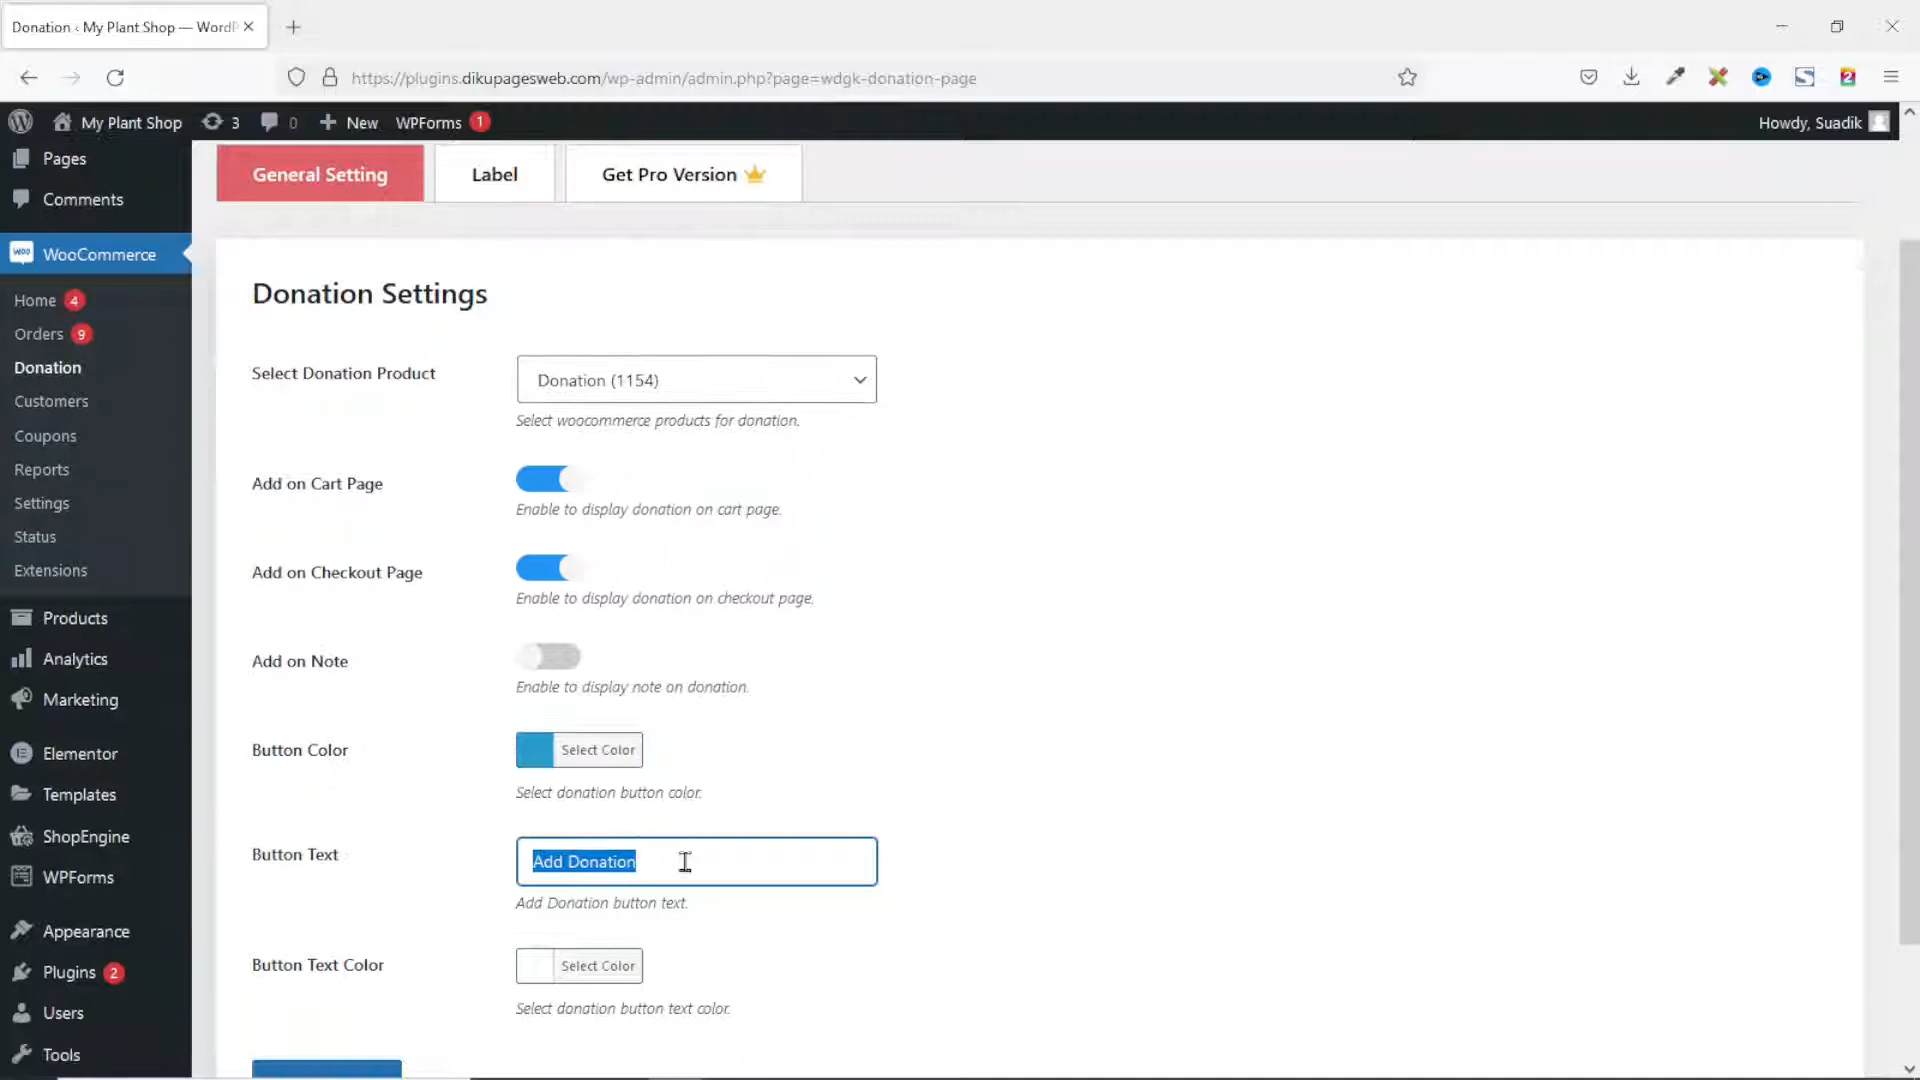 Donation ‹ My Plant Shop — WordP
https://plugins.dikupagesweb.com/wp-admin/admin.php?page=wdgk-donation-page
2
My Plant Shop
3
0
New
WPForms 1
Howdy, Suadik
Pages
Comments
WOO WooCommerce
Home 4
Orders 9
Donation
Customers
Coupons
Reports
Settings
Status
Extensions
Products
Analytics
Marketing
Elementor
Templates
ShopEngine
WPForms
Appearance
Plugins 2
Users
Tools
General Setting
Label
Get Pro Version
Donation Settings
Select Donation Product
Donation (1154)
Select woocommerce products for donation.
Add on Cart Page
Enable to display donation on cart page.
Add on Checkout Page
Enable to display donation on checkout page.
Add on Note
Enable to display note on donation.
Button Color
Select Color
Select donation button color.
Button Text
Add Donation
Add Donation button text.
Button Text Color
Select Color
Select donation button text color.